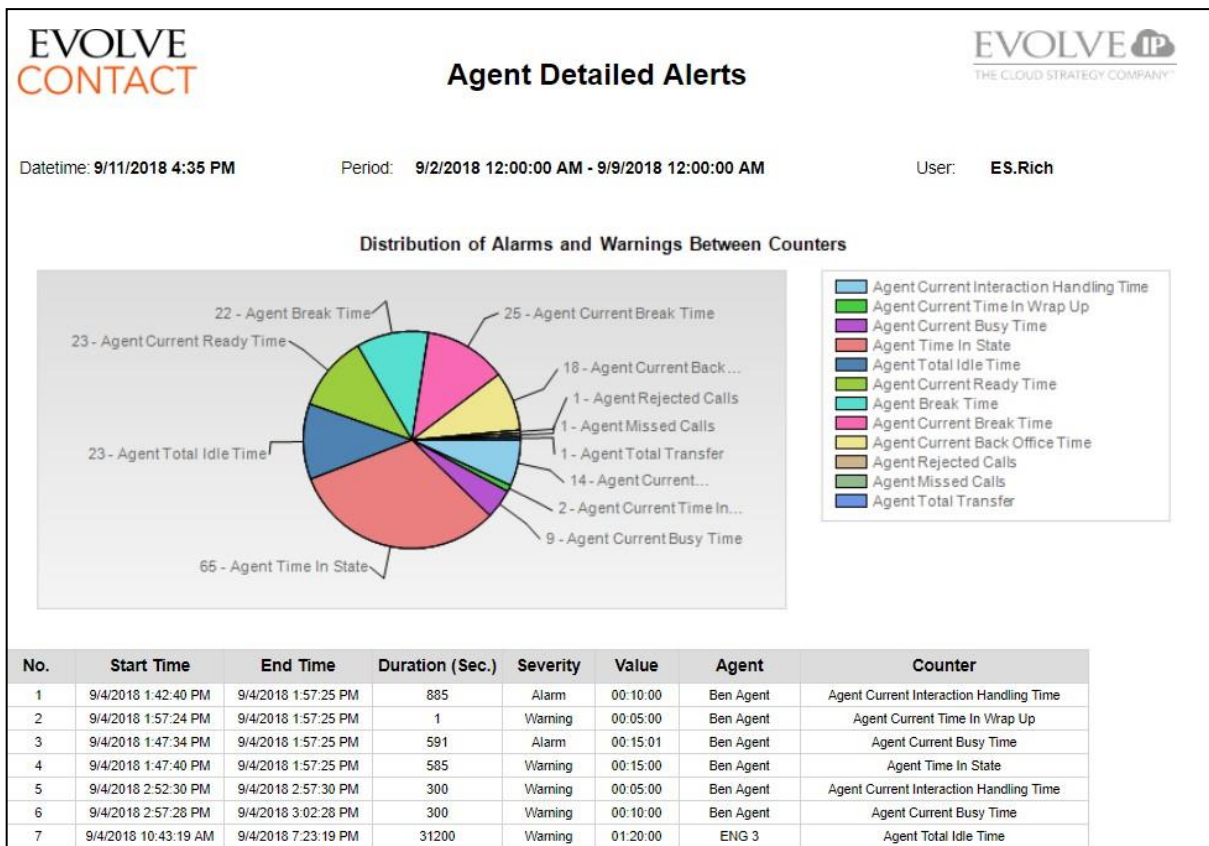 EVOLVE
CONTACT
Agent Detailed Alerts
EVOLVE IP
THE CLOUD STRATEGY COMPANY™
Datetime: 9/11/2018 4:35 PM Period: 9/2/2018 12:00:00 AM - 9/9/2018 12:00:00 AM User: ES.Rich
Distribution of Alarms and Warnings Between Counters
22 - Agent Break Time
25 - Agent Current Break Time
23 - Agent Current Ready Time
18 - Agent Current Back ...
1 - Agent Rejected Calls
1 - Agent Missed Calls
23 - Agent Total Idle Time
1 - Agent Total Transfer
14 - Agent Current...
2 - Agent Current Time In...
9 - Agent Current Busy Time
65 - Agent Time In State
Agent Current Interaction Handling Time
Agent Current Time In Wrap Up
Agent Current Busy Time
Agent Time In State
Agent Total Idle Time
Agent Current Ready Time
Agent Break Time
Agent Current Break Time
Agent Current Back Office Time
Agent Rejected Calls
Agent Missed Calls
Agent Total Transfer
No. Start Time End Time Duration (Sec.) Severity Value Agent Counter
1 9/4/2018 1:42:40 PM 9/4/2018 1:57:25 PM 885 Alarm 00:10:00 Ben Agent Agent Current Interaction Handling Time
2 9/4/2018 1:57:24 PM 9/4/2018 1:57:25 PM 1 Warning 00:05:00 Ben Agent Agent Current Time In Wrap Up
3 9/4/2018 1:47:34 PM 9/4/2018 1:57:25 PM 591 Alarm 00:15:01 Ben Agent Agent Current Busy Time
4 9/4/2018 1:47:40 PM 9/4/2018 1:57:25 PM 585 Warning 00:15:00 Ben Agent Agent Time In State
5 9/4/2018 2:52:30 PM 9/4/2018 2:57:30 PM 300 Warning 00:05:00 Ben Agent Agent Current Interaction Handling Time
6 9/4/2018 2:57:28 PM 9/4/2018 3:02:28 PM 300 Warning 00:10:00 Ben Agent Agent Current Busy Time
7 9/4/2018 10:43:19 AM 9/4/2018 7:23:19 PM 31200 Warning 01:20:00 ENG 3 Agent Total Idle Time